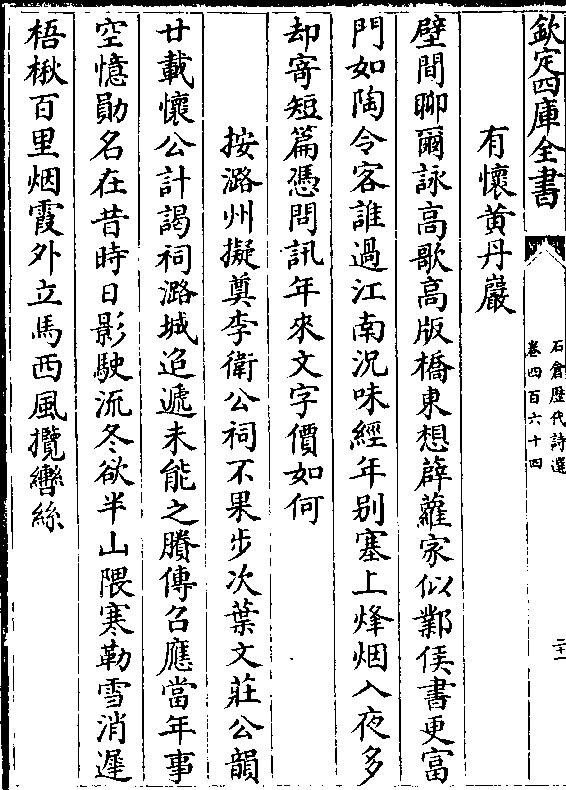 欽定四庫全書
石倉歴代詩選
卷四百六十四
二十一
有懷黄丹巖
壁間聊爾詠高歌高版橋東想薜蘿家似鄴侯書更富
門如陶令客誰過江南況味經年别塞上烽烟入夜多
却寄短篇憑問訊年來文字價如何
按潞州擬奠李衛公祠不果步次葉文莊公韻
廿載懷公計謁祠潞城迢遞未能之賸傳召應當年事
空憶勛名在昔時日影駛流冬欲半山隈寒勒雪消遲
梧楸百里烟霞外立馬西風攬轡絲